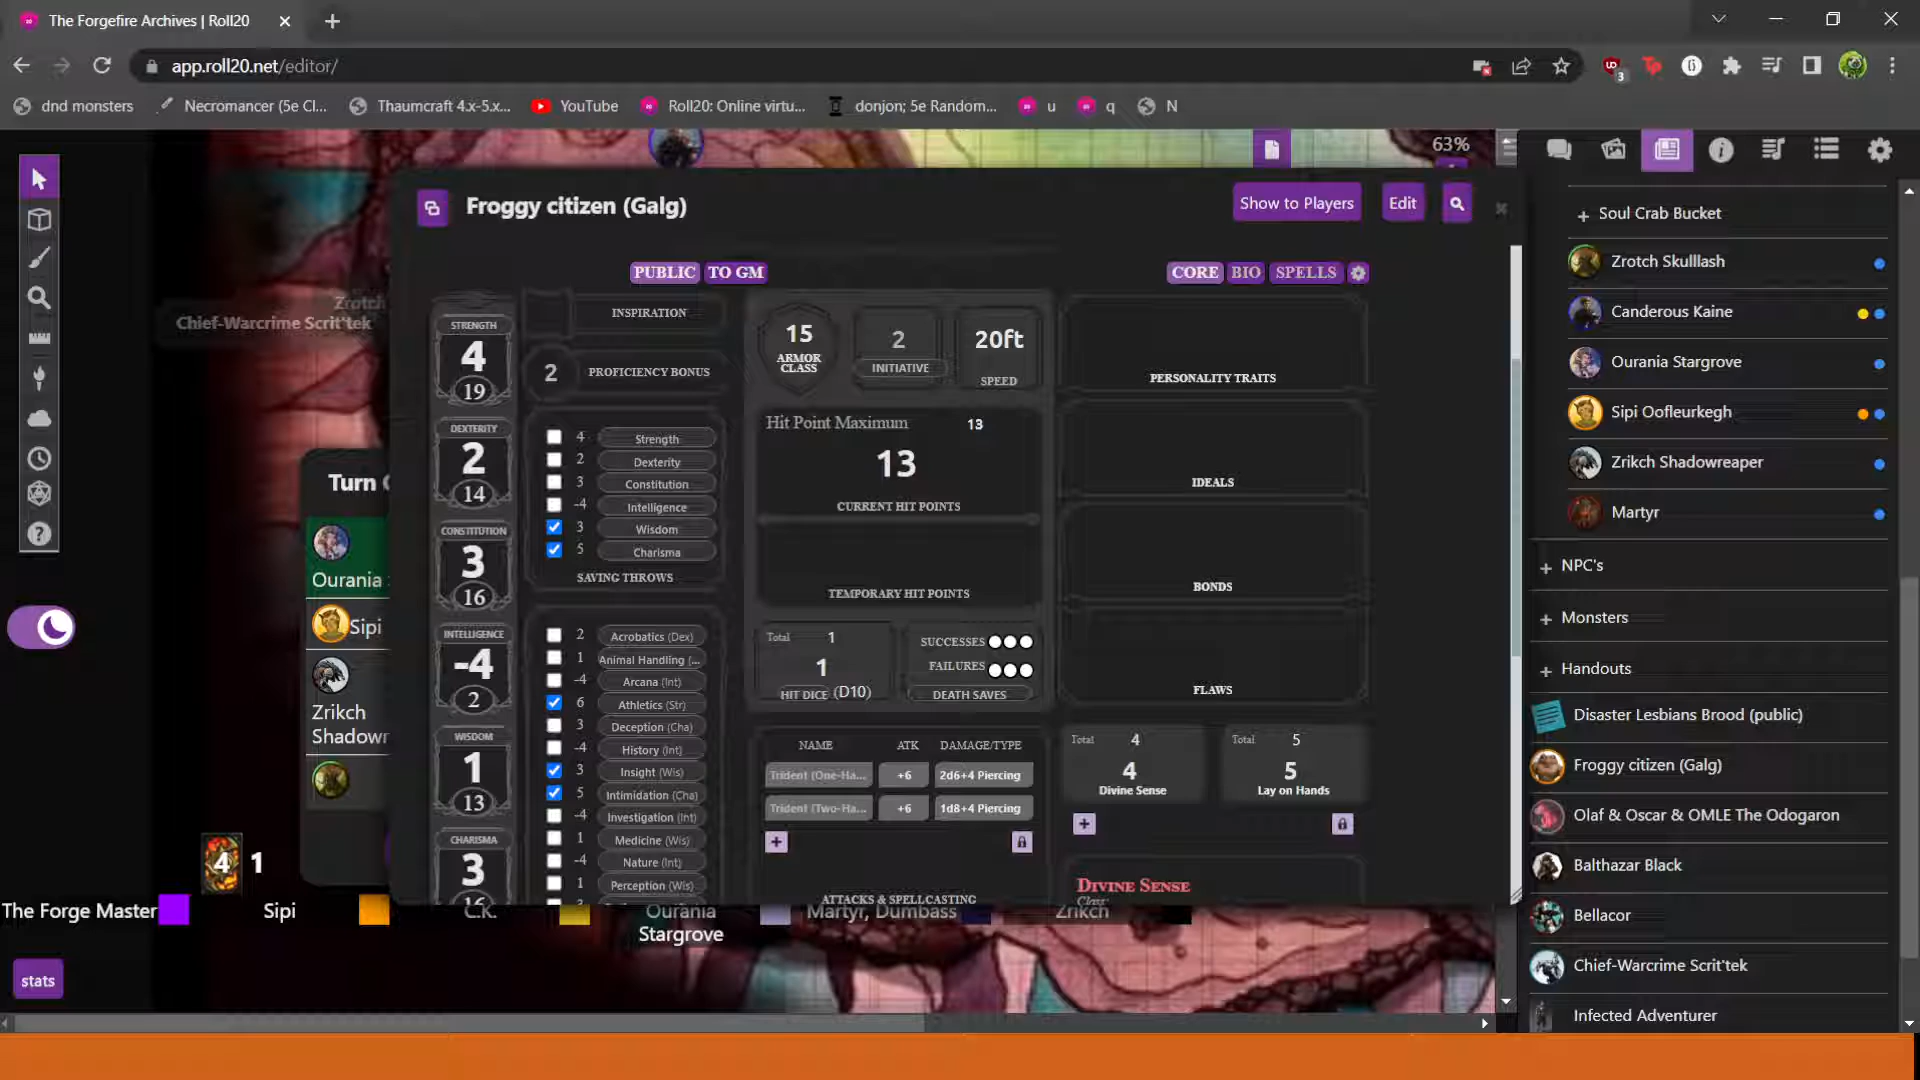 The Forgefire Archives | Roll20
app.roll20.net/editor/
3
dnd monsters
Necromancer (5e Cl...
Thaumcraft 4.x-5.x...
YouTube
Roll20: Online virtu...
donjon; 5e Random...
u
q
N
63%
Froggy citizen (Galg)
Show to Players
Edit
PUBLIC
TO GM
CORE
BIO
SPELLS
Zrotch
Chief-Warcrime Scrit'tek
Turn
Ourania
Sipi
Zrikch
Shadowr
STRENGTH
4
19
DEXTERITY
2
14
CONSTITUTION
3
16
INTELLIGENCE
-4
2
WISDOM
1
13
CHARISMA
3
16
INSPIRATION
2 PROFICIENCY BONUS
4 Strength
2 Dexterity
3 Constitution
-4 Intelligence
3 Wisdom
5 Charisma
SAVING THROWS
2 Acrobatics (Dex)
1 Animal Handling (...
-4 Arcana (Int)
6 Athletics (Str)
3 Deception (Cha)
-4 History (Int)
3 Insight (Wis)
5 Intimidation (Cha)
-4 Investigation (Int)
1 Medicine (Wis)
-4 Nature (Int)
1 Perception (Wis)
15
ARMOR
CLASS
2
INITIATIVE
20ft
SPEED
Hit Point Maximum 13
13
CURRENT HIT POINTS
TEMPORARY HIT POINTS
Total 1
1
HIT DICE (D10)
SUCCESSES
FAILURES
DEATH SAVES
NAME ATK DAMAGE/TYPE
Trident (One-Ha... +6 2d6+4 Piercing
Trident (Two-Ha... +6 1d8+4 Piercing
+
ATTACKS & SPELLCASTING
PERSONALITY TRAITS
IDEALS
BONDS
FLAWS
Total 4
4
Divine Sense
Total 5
5
Lay on Hands
+
DIVINE SENSE
4 1
The Forge Master
Sipi
C.K.
Ourania
Stargrove
Martyr, Dumbass
Zrikch
stats
+ Soul Crab Bucket
Zrotch Skulllash
Canderous Kaine
Ourania Stargrove
Sipi Oofleurkegh
Zrikch Shadowreaper
Martyr
+ NPC's
+ Monsters
+ Handouts
Disaster Lesbians Brood (public)
Froggy citizen (Galg)
Olaf & Oscar & OMLE The Odogaron
Balthazar Black
Bellacor
Chief-Warcrime Scrit'tek
Infected Adventurer